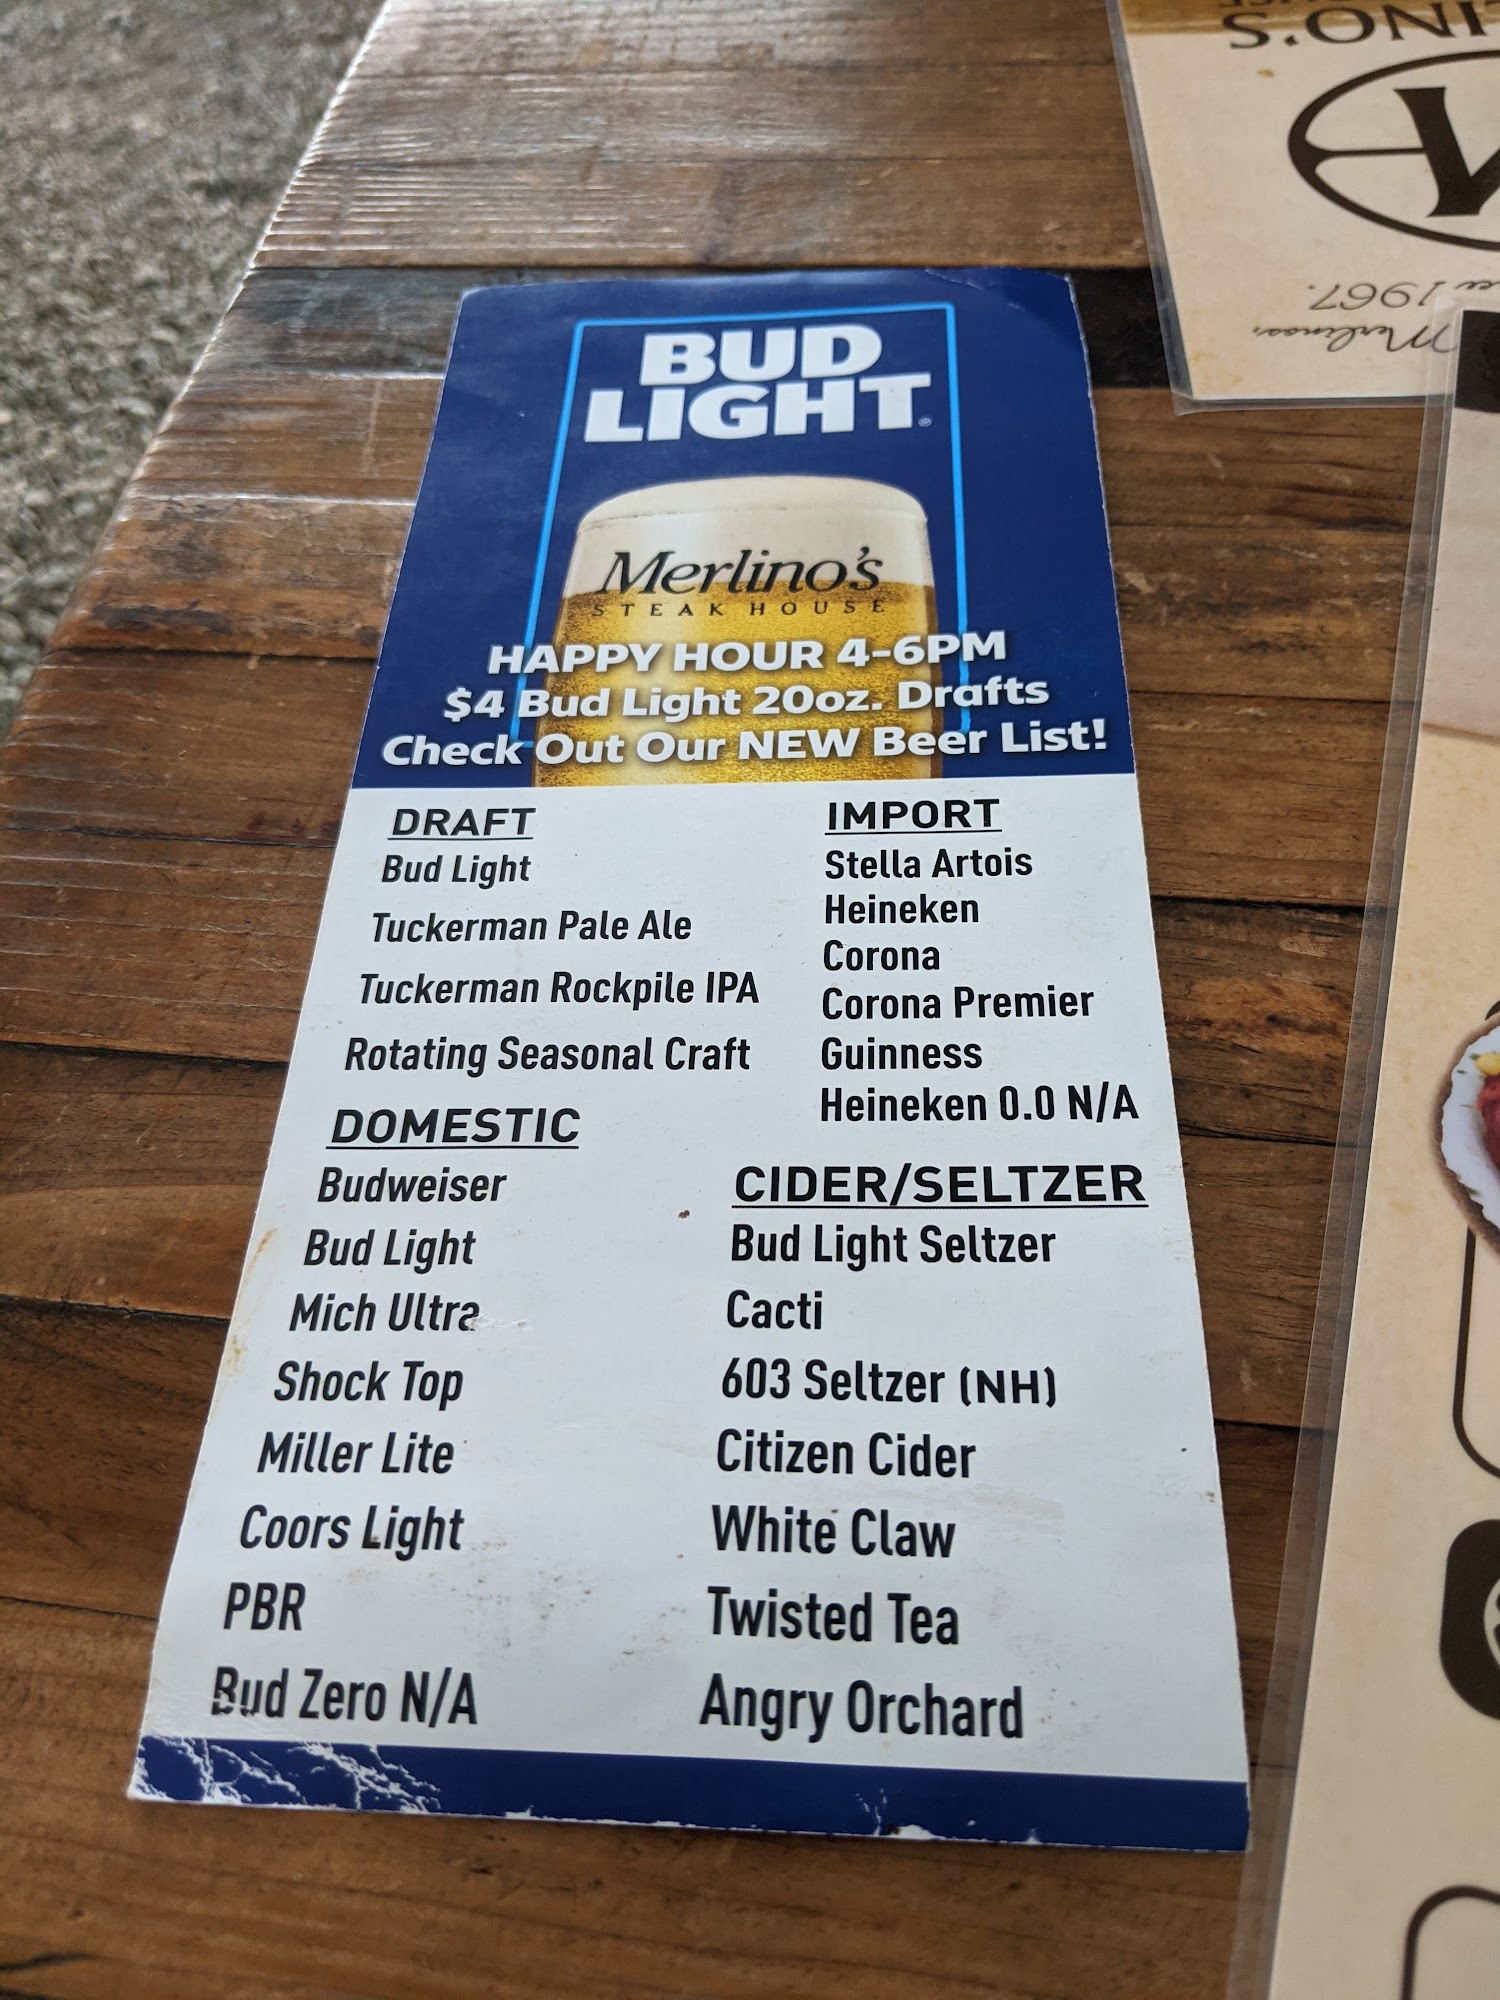 BUD
LIGHT
Merlino's
STEAK HOUSE
HAPPY HOUR 4-6PM
$4 Bud Light 20oz. Drafts
Check Out Our NEW Beer List!
DRAFT
Bud Light
Tuckerman Pale Ale
Tuckerman Rockpile IPA
Rotating Seasonal Craft
DOMESTIC
Budweiser
Bud Light
Mich Ultra
Shock Top
Miller Lite
Coors Light
PBR
Bud Zero N/A
IMPORT
Stella Artois
Heineken
Corona
Corona Premier
Guinness
Heineken 0.0 N/A
CIDER/SELTZER
Bud Light Seltzer
Cacti
603 Seltzer (NH)
Citizen Cider
White Claw
Twisted Tea
Angry Orchard
Merlinos,
1967.